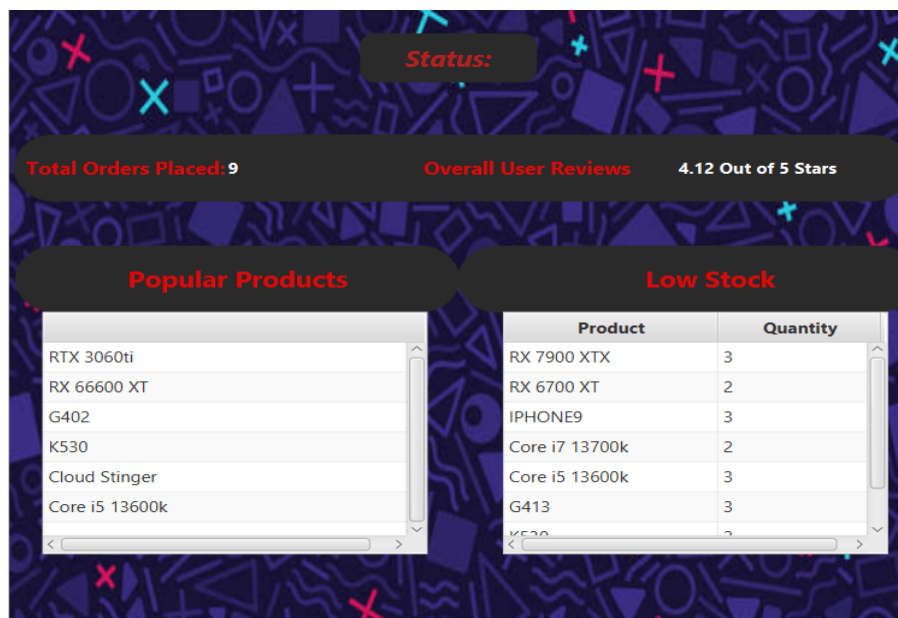 Status:
Total Orders Placed: 9 Overall User Reviews 4.12 Out of 5 Stars
Popular Products Low Stock
Product Quantity
RTX 3060ti RX 7900 XTX 3
RX 66600 XT RX 6700 XT 2
G402 IPHONE9 3
K530 Core i7 13700k 2
Cloud Stinger Core i5 13600k 3
Core i5 13600k G413 3